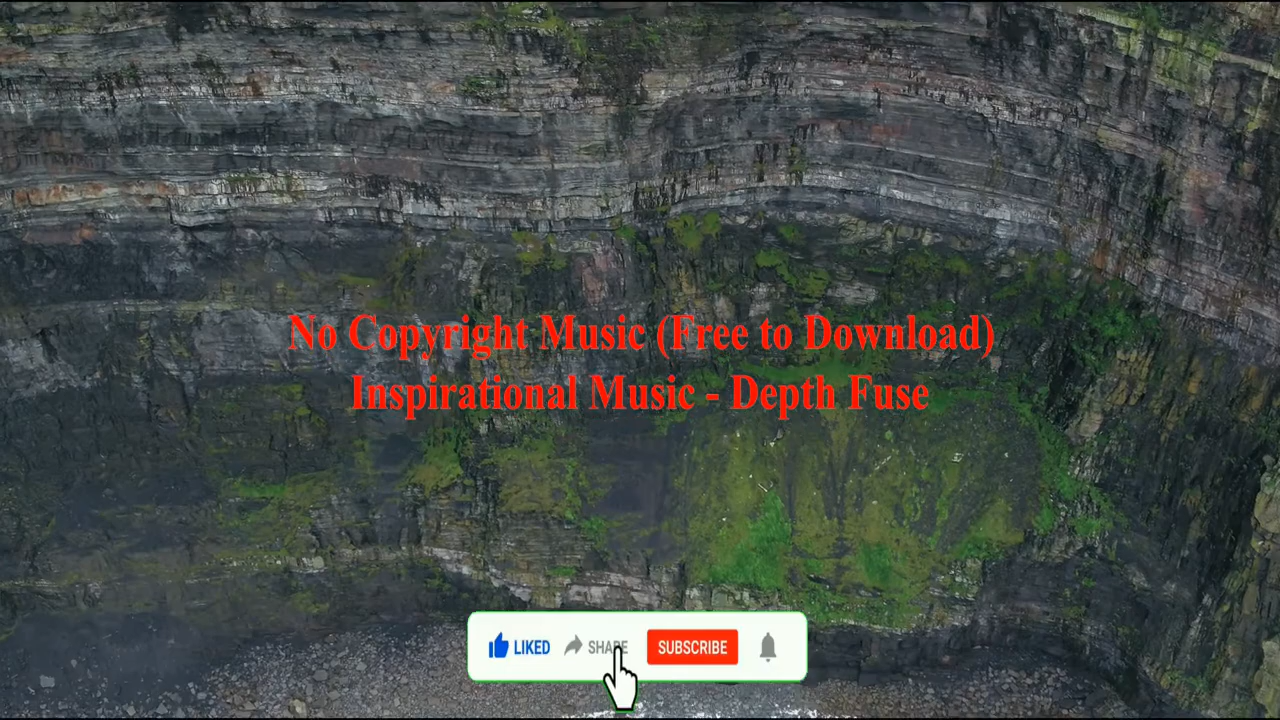 No Copyright Music (Free to Download)
Inspirational Music - Depth Fuse
LIKED SHARE SUBSCRIBE